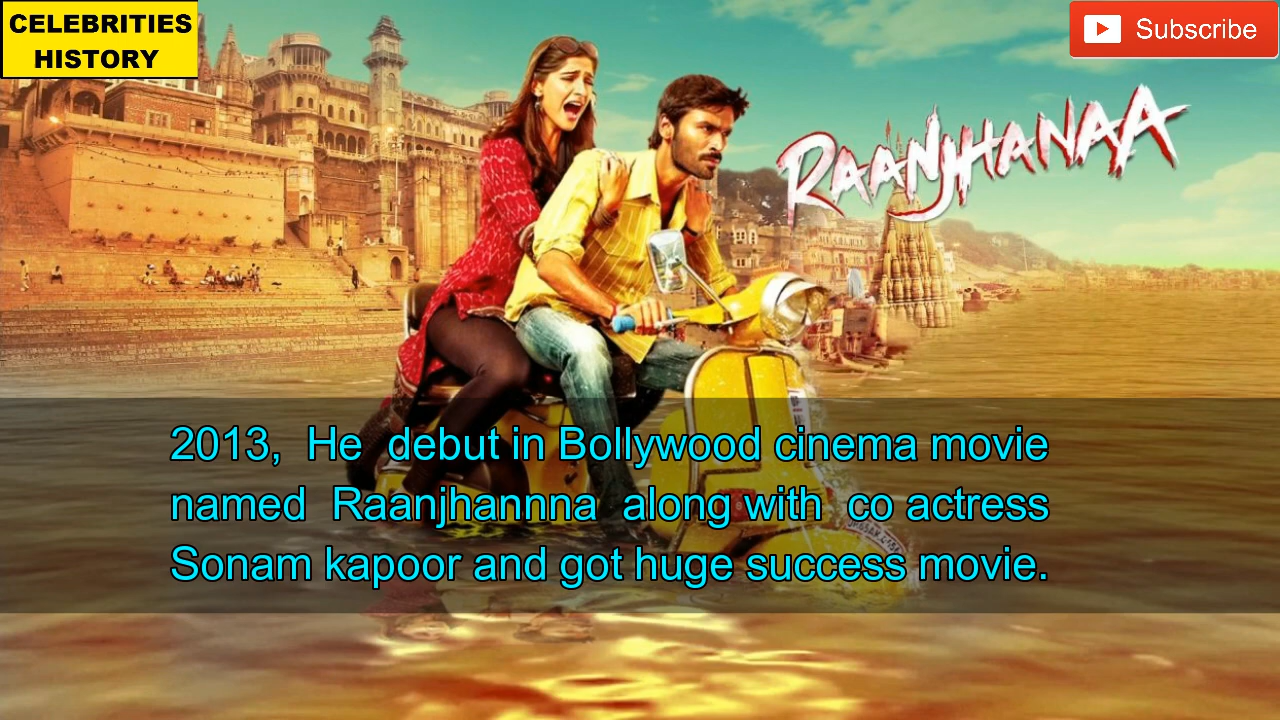 CELEBRITIES
HISTORY
Subscribe
RAANJHANAA
2013, He debut in Bollywood cinema movie
named Raanjhannna along with co actress
Sonam kapoor and got huge success movie.